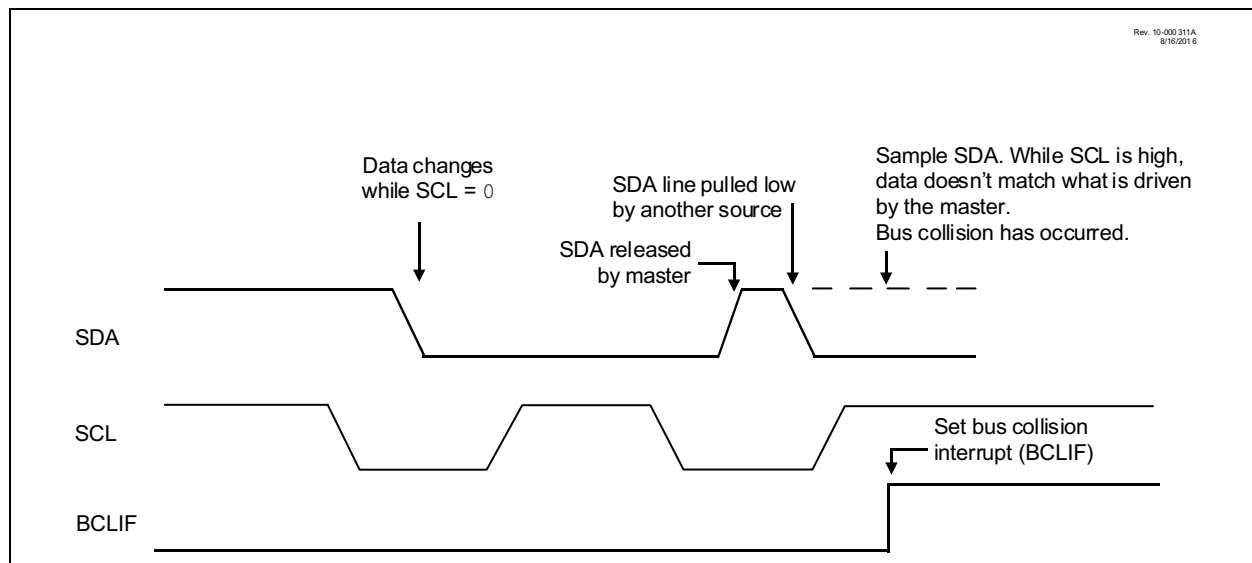 Rev. 10-000 311A
8/16/201 6
Data changes
while SCL = 0
SDA line pulled low
by another source
SDA released
by master
Sample SDA. While SCL is high,
data doesn't match what is driven
by the master.
Bus collision has occurred.
SDA
SCL
Set bus collision
interrupt (BCLIF)
BCLIF